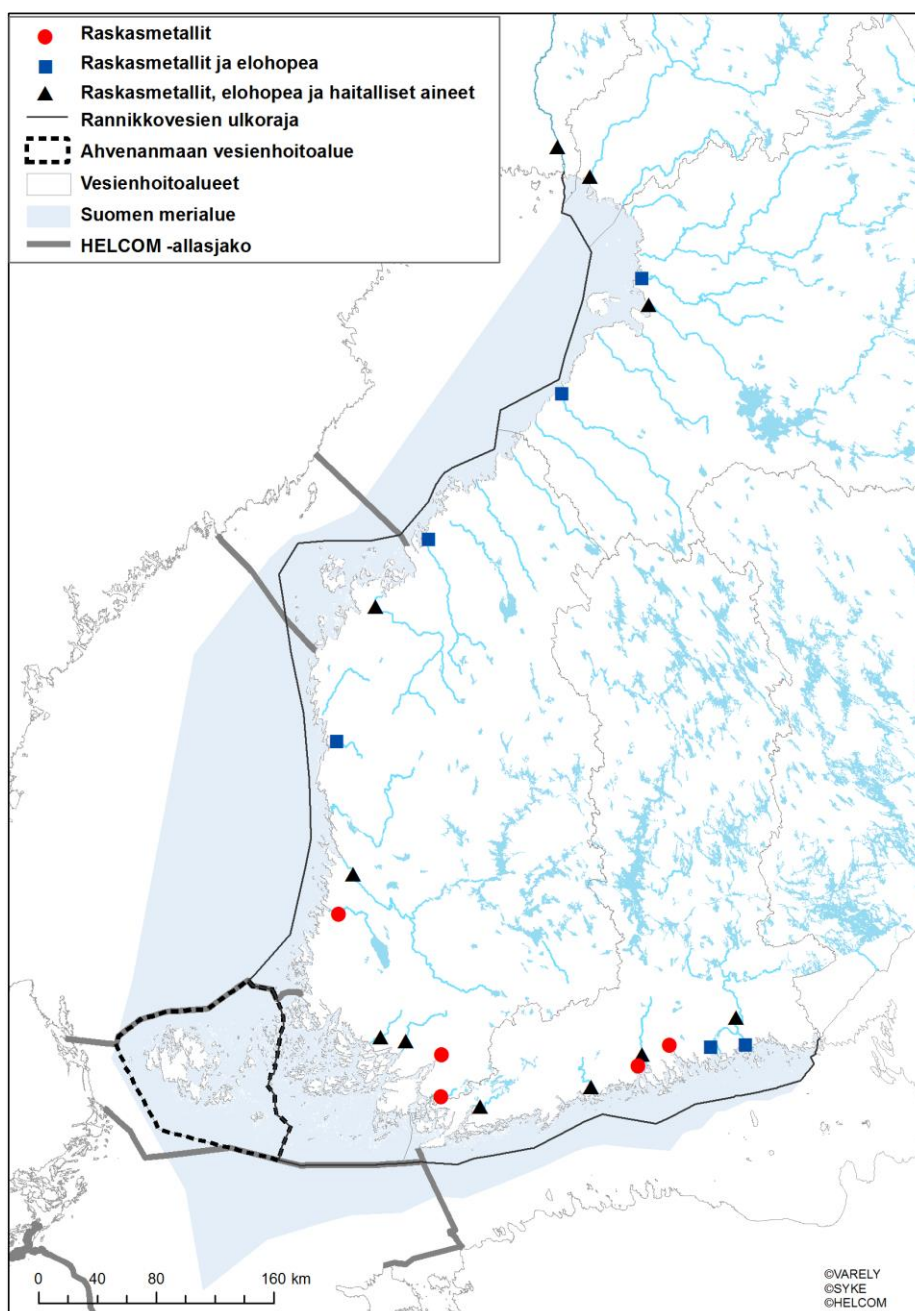 Raskasmetallit
Raskasmetallit ja elohopea
Raskasmetallit, elohopea ja haitalliset aineet
Rannikkovesien ulkoraja
Ahvenanmaan vesienhoitoalue
Vesienhoitoalueet
Suomen merialue
HELCOM -allasjako
0 40 80 160 km
©VARELY
©SYKE
©HELCOM